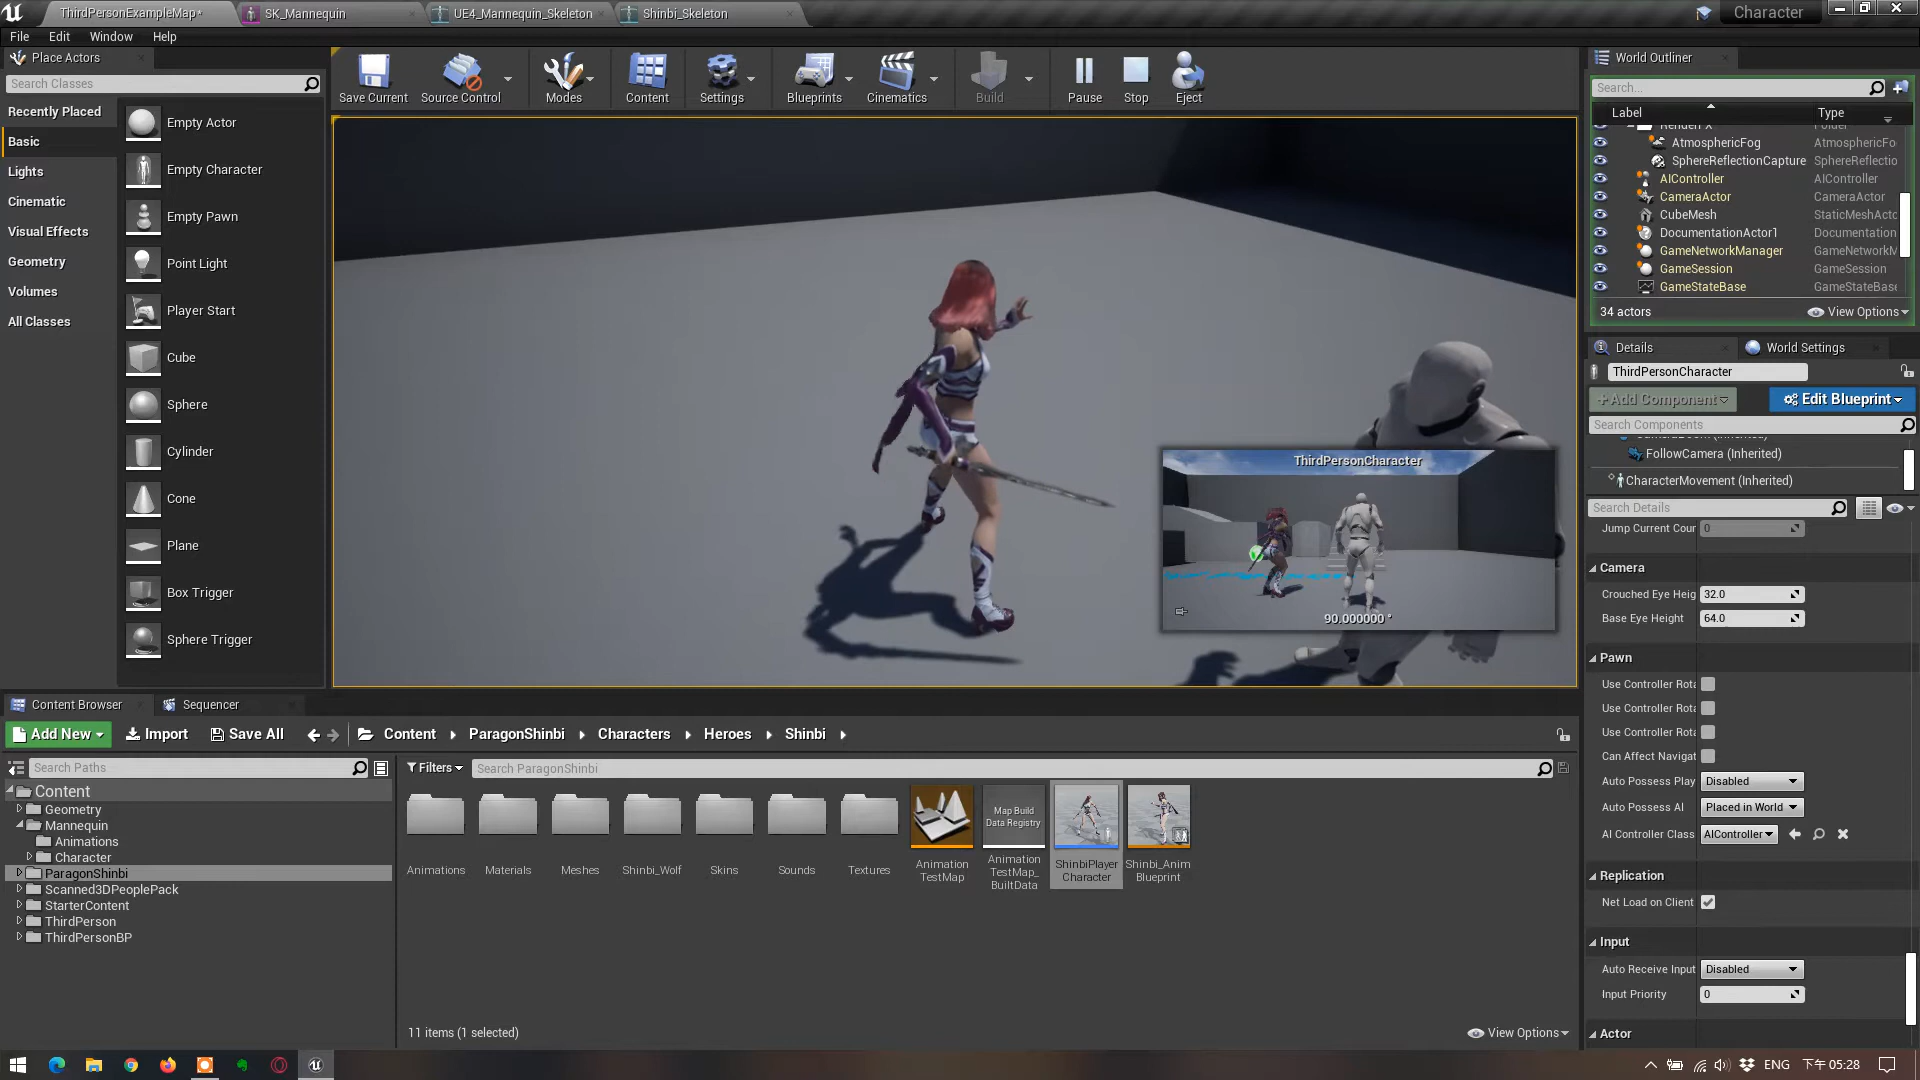 ThirdPersonExampleMap*
SK_Mannequin
UE4_Mannequin_Skeleton
Shinbi_Skeleton
Character
File
Edit
Window
Help
Place Actors
Search Classes
Recently Placed
Basic
Lights
Cinematic
Visual Effects
Geometry
Volumes
All Classes
Empty Actor
Empty Character
Empty Pawn
Point Light
Player Start
Cube
Sphere
Cylinder
Cone
Plane
Box Trigger
Sphere Trigger
Save Current
Source Control
Modes
Content
Settings
Blueprints
Cinematics
Build
Pause
Stop
Eject
ThirdPersonCharacter
90.000000 °
World Outliner
Search...
Label
Type
RenderFX
Folder
AtmosphericFog
AtmosphericFo
SphereReflectionCapture
SphereReflectio
AIController
AIController
CameraActor
CameraActor
CubeMesh
StaticMeshActo
DocumentationActor1
Documentation
GameNetworkManager
GameNetworkM
GameSession
GameSession
GameStateBase
GameStateBase
34 actors
View Options
Details
World Settings
ThirdPersonCharacter
+Add Component
Edit Blueprint
Search Components
CameraBoom (Inherited)
FollowCamera (Inherited)
CharacterMovement (Inherited)
Search Details
Jump Current Cour
0
Camera
Crouched Eye Heig
32.0
Base Eye Height
64.0
Pawn
Use Controller Rota
Use Controller Rota
Use Controller Rota
Can Affect Navigat
Auto Possess Play
Disabled
Auto Possess AI
Placed in World
AI Controller Class
AIController
Replication
Net Load on Client
Input
Auto Receive Input
Disabled
Input Priority
0
Actor
Content Browser
Sequencer
Add New
Import
Save All
Content
ParagonShinbi
Characters
Heroes
Shinbi
Search Paths
Content
Geometry
Mannequin
Animations
Character
ParagonShinbi
Scanned3DPeoplePack
StarterContent
ThirdPerson
ThirdPersonBP
Filters
Search ParagonShinbi
Animations
Materials
Meshes
Shinbi_Wolf
Skins
Sounds
Textures
Animation
TestMap
Map Build
Data Registry
Animation
TestMap_
BuiltData
ShinbiPlayer
Character
Shinbi_Anim
Blueprint
11 items (1 selected)
View Options
ENG
下午 05:28